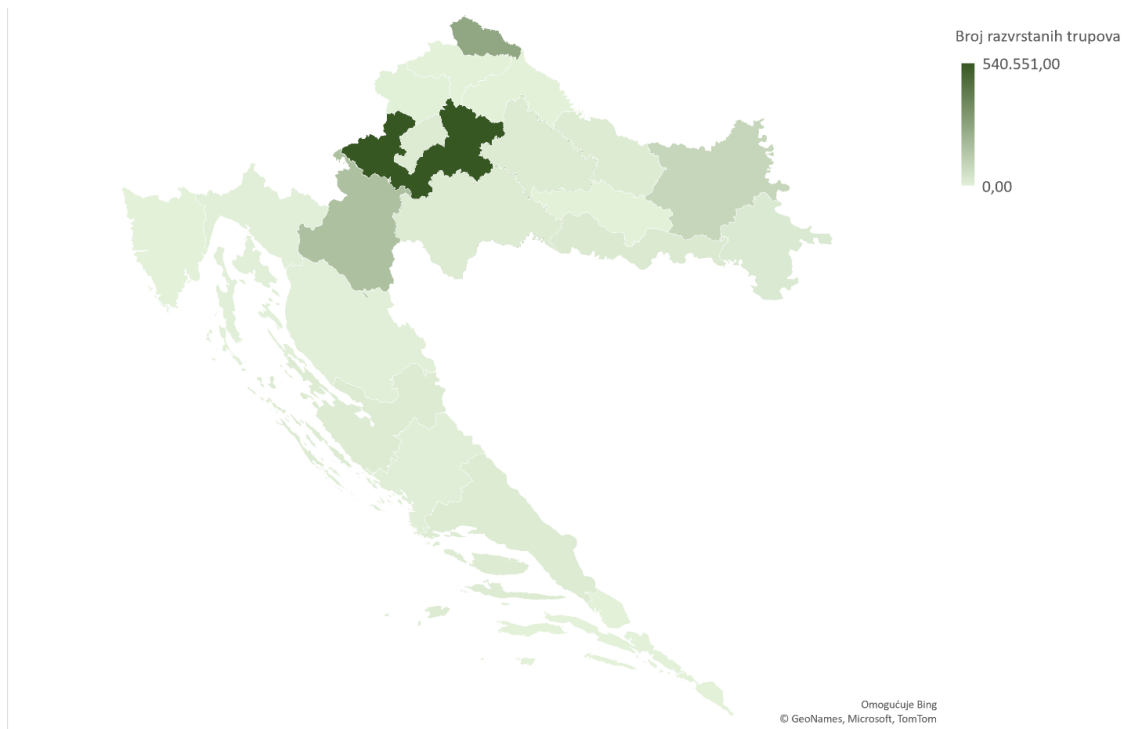 Broj razvrstanih trupova
540.551,00
0,00
Omogućuje Bing
© GeoNames, Microsoft, TomTom